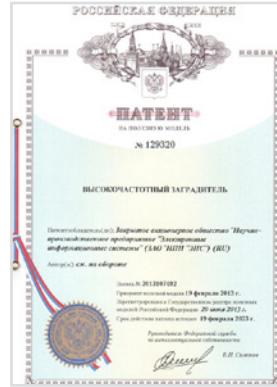 РОССИЙСКАЯ ФЕДЕРАЦИЯ
ПАТЕНТ
НА ПОЛЕЗНУЮ МОДЕЛЬ
№ 129320
ВЫСОКОЧАСТОТНЫЙ ЗАГРАДИТЕЛЬ
Патентообладатель(ли): Закрытое акционерное общество "Научно-
производственное предприятие "Электронные
информационные системы" (ЗАО "НПП "ЭИС") (RU)
Автор(ы): см. на обороте
Заявка № 2013107492
Приоритет полезной модели 19 февраля 2013 г.
Зарегистрировано в Государственном реестре полезных
моделей Российской Федерации 20 июня 2013 г.
Срок действия патента истекает 19 февраля 2023 г.
Руководитель Федеральной службы
по интеллектуальной собственности
Б.П. Симонов